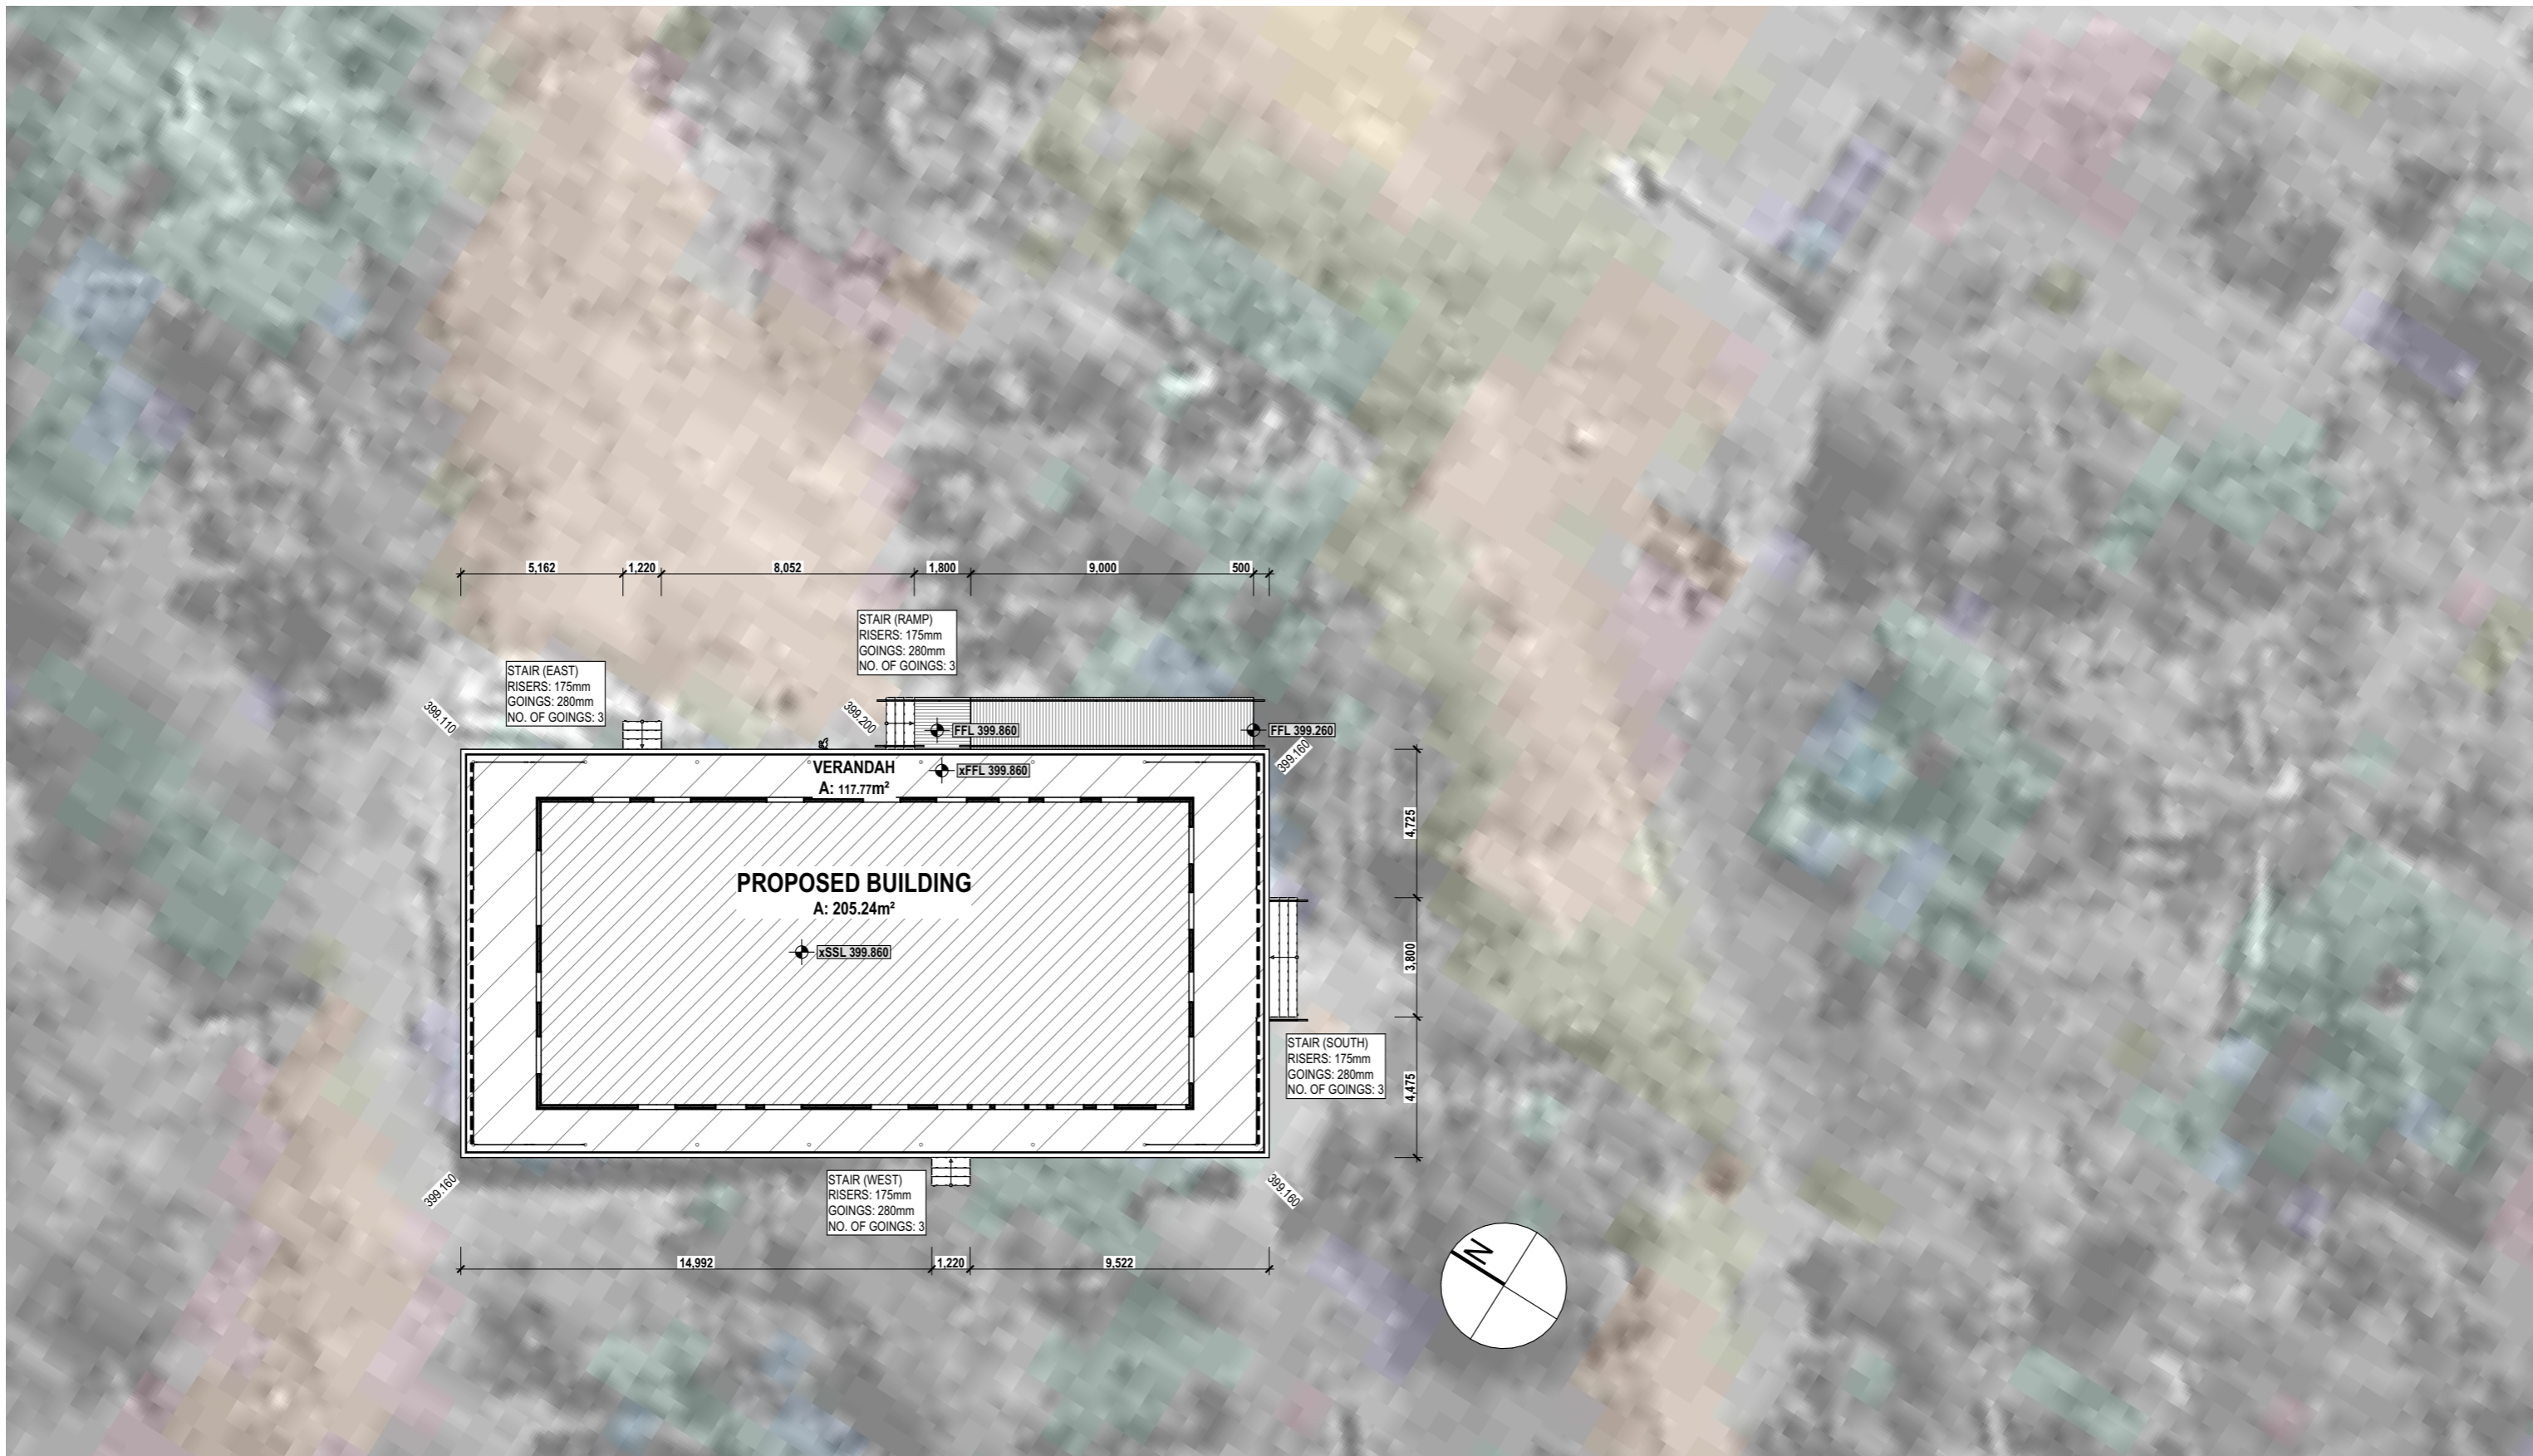 5,162
1,220
8,052
1,800
9,000
500
STAIR (RAMP)
RISERS: 175mm
GOINGS: 280mm
NO. OF GOINGS: 3
STAIR (EAST)
RISERS: 175mm
GOINGS: 280mm
NO. OF GOINGS: 3
399.110
399.200
FFL 399.860
FFL 399.260
399.160
VERANDAH
A: 117.77m²
xFFL 399.860
4,725
PROPOSED BUILDING
A: 205.24m²
xSSL 399.860
3,800
STAIR (SOUTH)
RISERS: 175mm
GOINGS: 280mm
NO. OF GOINGS: 3
4,475
399.160
STAIR (WEST)
RISERS: 175mm
GOINGS: 280mm
NO. OF GOINGS: 3
399.160
14,992
1,220
9,522
N